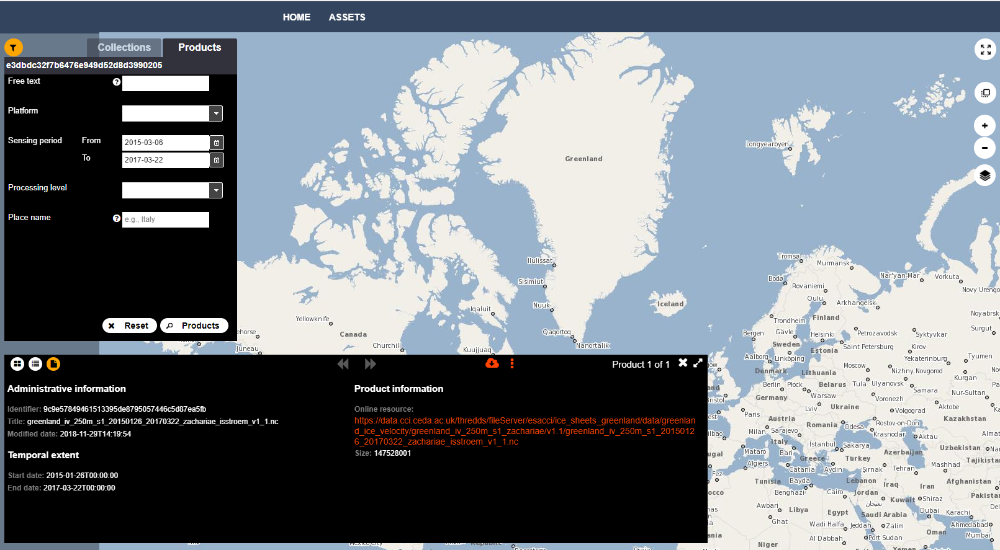 HOME ASSETS
Collections Products
e3dbdc32f7b6476e949d52d8d3990205
Free text
Platform
Sensing period From 2015-03-06
To 2017-03-22
Processing level
Place name e.g., Italy
Reset Products
Product 1 of 1
Administrative information
Identifier: 9c9e57849461513395de8795057446c5d87ea5fb
Title: greenland_iv_250m_s1_20150126_20170322_zachariae_isstroem_v1_1.nc
Modified date: 2018-11-29T14:19:54
Temporal extent
Start date: 2015-01-26T00:00:00
End date: 2017-03-22T00:00:00
Product information
Online resource:
https://data.cci.ceda.ac.uk/thredds/fileServer/esacci/ice_sheets_greenland/data/greenlan
d_ice_velocity/greenland_iv_250m_s1_zachariae/v1.1/greenland_iv_250m_s1_2015012
6_20170322_zachariae_isstroem_v1_1.nc
Size: 147528001
Greenland
Longyearbyen
Ilulissat
Sisimiut
Nuuk
Qaqortoq
Nanortalik
Iceland
Iqaluit
Yellowknife
Canada
Churchill
Kuujjuaq
ehorse
Juneau
Tromsø
Murmansk
Bodø
Rovaniemi
Nar'yan-Mar
Vorkuta
Novy Urengo
Oulu
Arkhangelsk
Noyabrsk
Trondheim
Finland
Bergen
Gävle
Helsinki
Petrozavodsk
Syktyvkar
Surgut
Sweden
Estonia
Saint Petersburg
Kirov
Aalborg
Linköping
Yekaterinburg
Tyumen
Denmark
Lithuania
Moscow
Nizhny Novgorod
Kurgan
Berlin
Płock
Belarus
Tula
Ulyanovsk
Samara
Germany
Warsaw
Voronezh
Nur-Sultan
Lviv
Ukraine
Volgograd
Aktobe
Paris
Austria
Rostov-on-Don
Kazakhstan
Milan
Sarajevo
Romania
Odesa
Krasnodar
Aktau
Almat
Italy
Istanbul
Sakarya
Uzbekistan
Mataró
Bari
Greece
Turkey
Azerbaijan
Tajikista
Algiers
Catania
Aydin
Şırnak
Tehran
Mashhad
Fez
Tunisia
Bayda
Lebanon
Iraq
Iran
Afghanistan
occo
Benghazi
Cairo
Jordan
Kuwait
Shiraz
Pakista
Awbari
Libya
Egypt
Saudi Arabia
Dubai
Karachi
Ghat
Wadi Halfa
Jeddah
Zalim
Ahmedabad
Al Dabbah
Port Sudan
Oman
Mumbai
Niger
Yemen